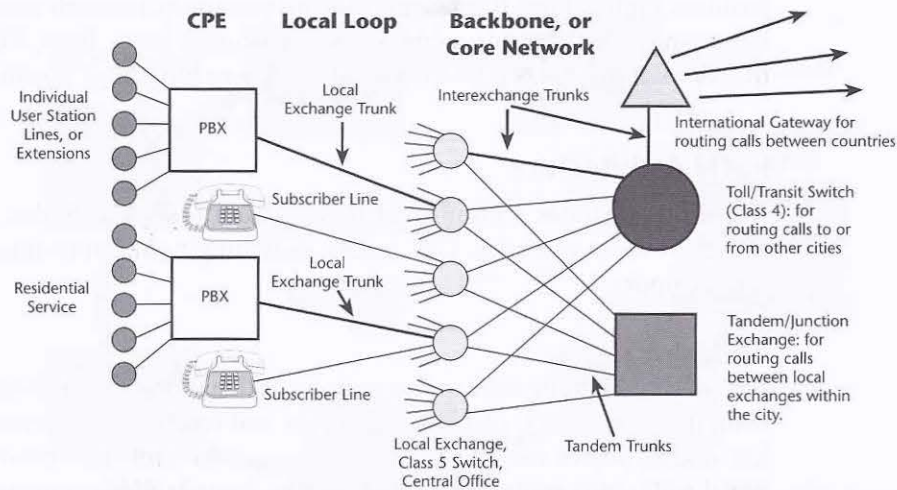 CPE
Local Loop
Backbone, or
Core Network
Individual
User Station
Lines, or
Extensions
PBX
Local
Exchange Trunk
Interexchange Trunks
International Gateway for
routing calls between countries
Subscriber Line
Toll/Transit Switch
(Class 4): for
routing calls to or
from other cities
Residential
Service
PBX
Local
Exchange Trunk
Subscriber Line
Tandem/Junction
Exchange: for
routing calls
between local
exchanges within
the city.
Tandem Trunks
Local Exchange,
Class 5 Switch,
Central Office